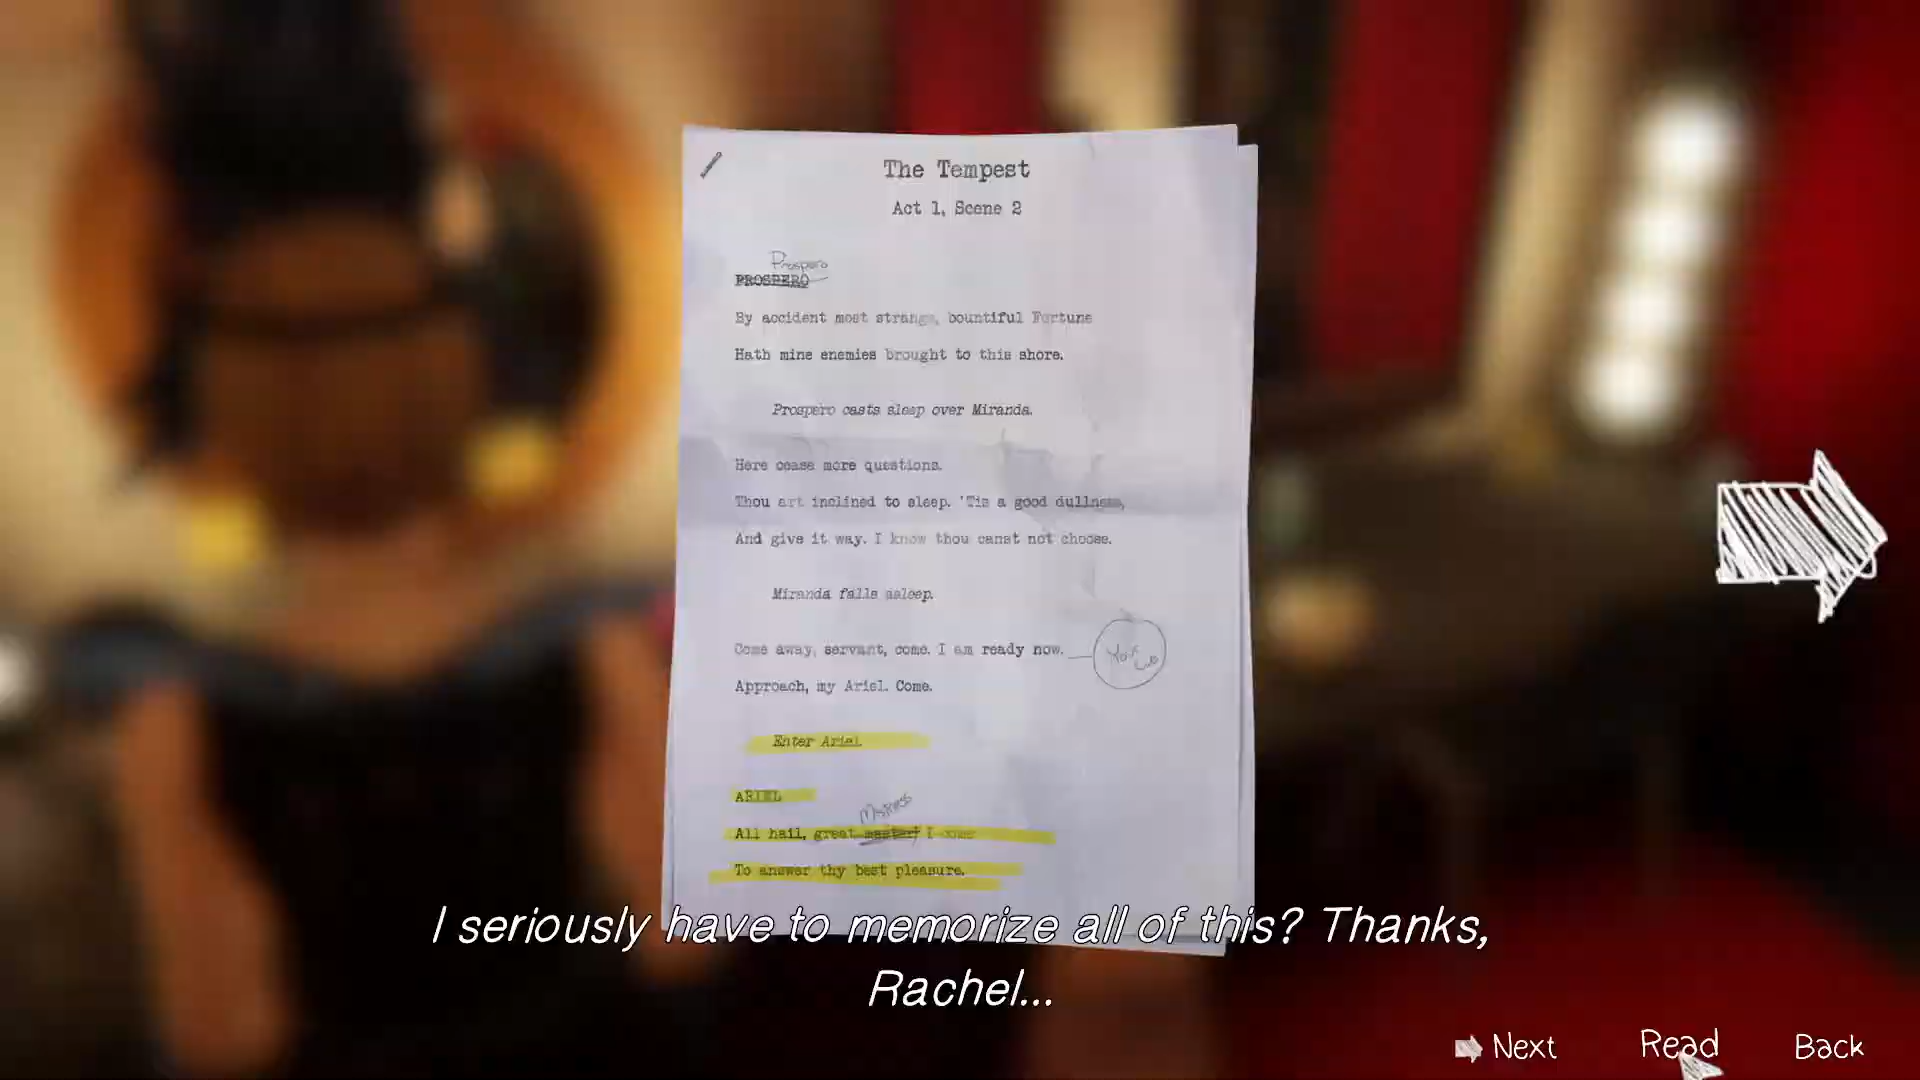 The Tempest
Act 1, Scene 2
Prospero
PROSPERO
By accident most strange, bountiful Fortune
Hath mine enemies brought to this shore.
Prospero casts sleep over Miranda.
Here cease more questions.
Thou art inclined to sleep. 'Tis a good dullness,
And give it way. I know thou canst not choose.
Miranda falls asleep.
Come away, servant, come. I am ready now.
Your
Approach, my Ariel. Come.
Enter Ariel
ARIEL
Mistress
All hail, great master! I come
To answer thy best pleasure.
I seriously have to memorize all of this? Thanks,
Rachel...
Next Read Back